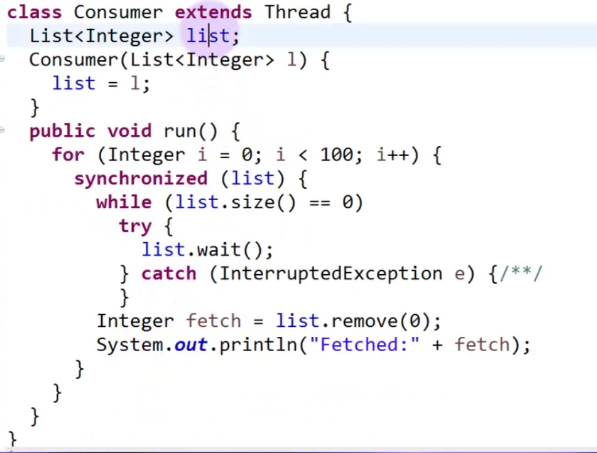 class Consumer extends Thread {
  List<Integer> list;
  Consumer(List<Integer> l) {
    list = l;
  }
  public void run() {
    for (Integer i = 0; i < 100; i++) {
      synchronized (list) {
        while (list.size() == 0)
          try {
            list.wait();
          } catch (InterruptedException e) {/**/
          }
        Integer fetch = list.remove(0);
        System.out.println("Fetched:" + fetch);
      }
    }
  }
}